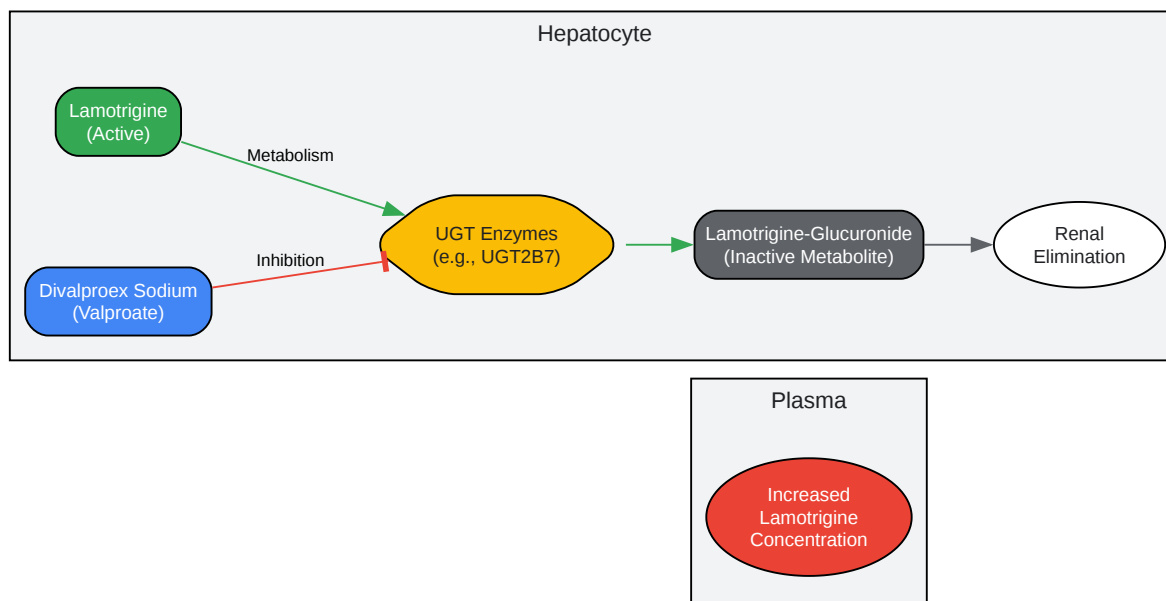 Hepatocyte
Lamotrigine
(Active)
Metabolism
UGT Enzymes
(e.g., UGT2B7)
Lamotrigine-Glucuronide
(Inactive Metabolite)
Renal
Elimination
Inhibition
Divalproex Sodium
(Valproate)
Plasma
Increased
Lamotrigine
Concentration